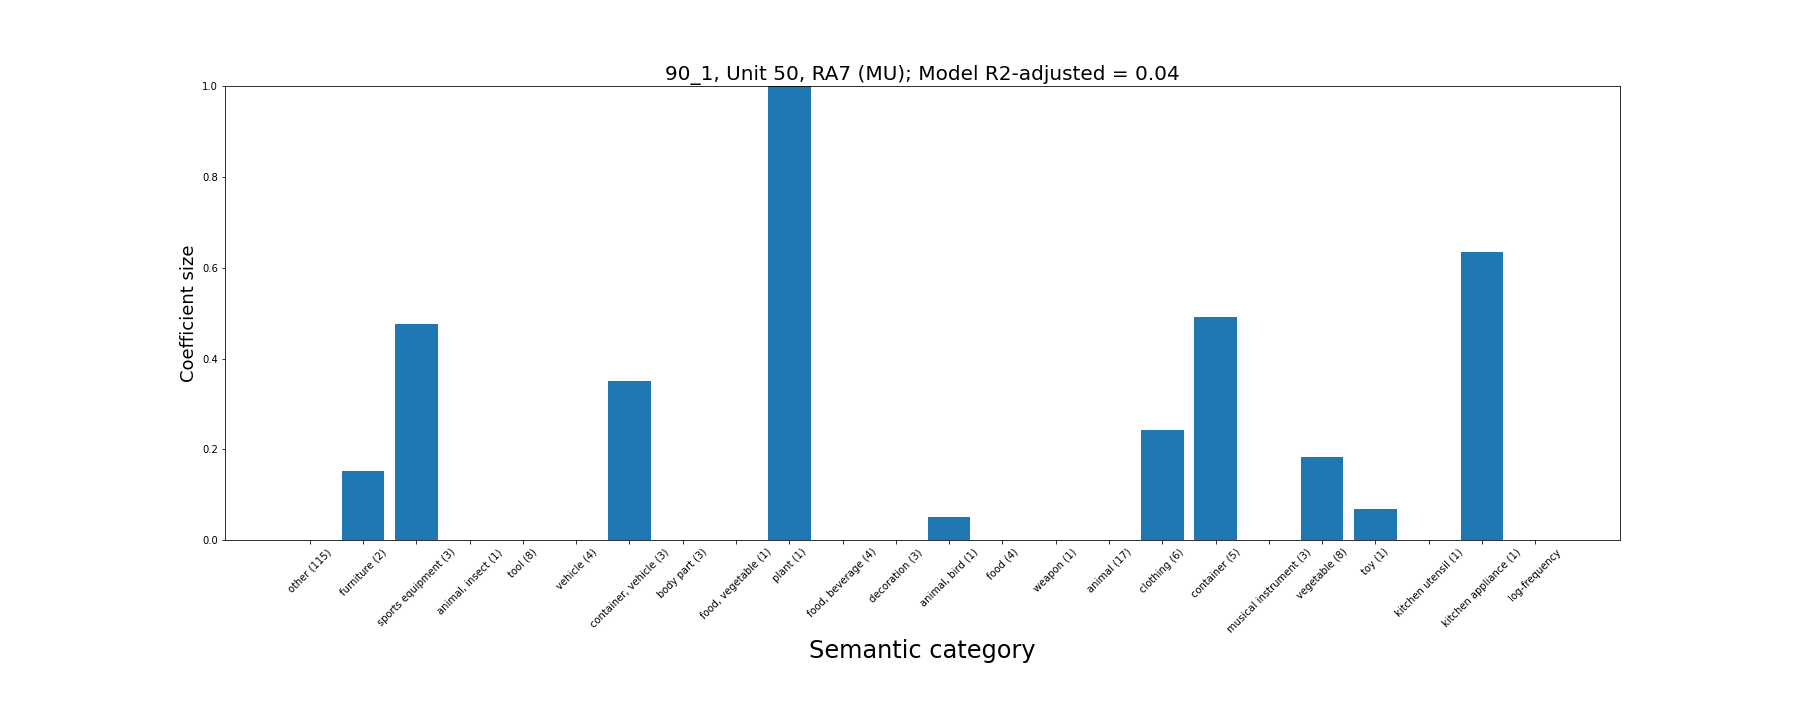 90_1, Unit 50, RA7 (MU); Model R2-adjusted = 0.04
Coefficient size
1.0
0.8
0.6
0.4
0.2
0.0
other (115)
furniture (2)
sports equipment (3)
animal, insect (1)
tool (8)
vehicle (4)
container, vehicle (3)
body part (3)
food, vegetable (1)
plant (1)
food, beverage (4)
decoration (3)
animal, bird (1)
food (4)
weapon (1)
animal (17)
clothing (6)
container (5)
musical instrument (3)
vegetable (8)
toy (1)
kitchen utensil (1)
kitchen appliance (1)
log-frequency
Semantic category